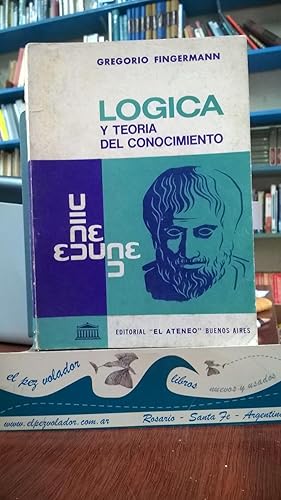 GREGORIO FINGERMANN
LOGICA
Y TEORIA
DEL CONOCIMIENTO
EDITORIAL "EL ATENEO" BUENOS AIRES
el pez volador
libros
nuevos y usados
www.elpezvolador.com.ar
Rosario - Santa Fe - Argentina